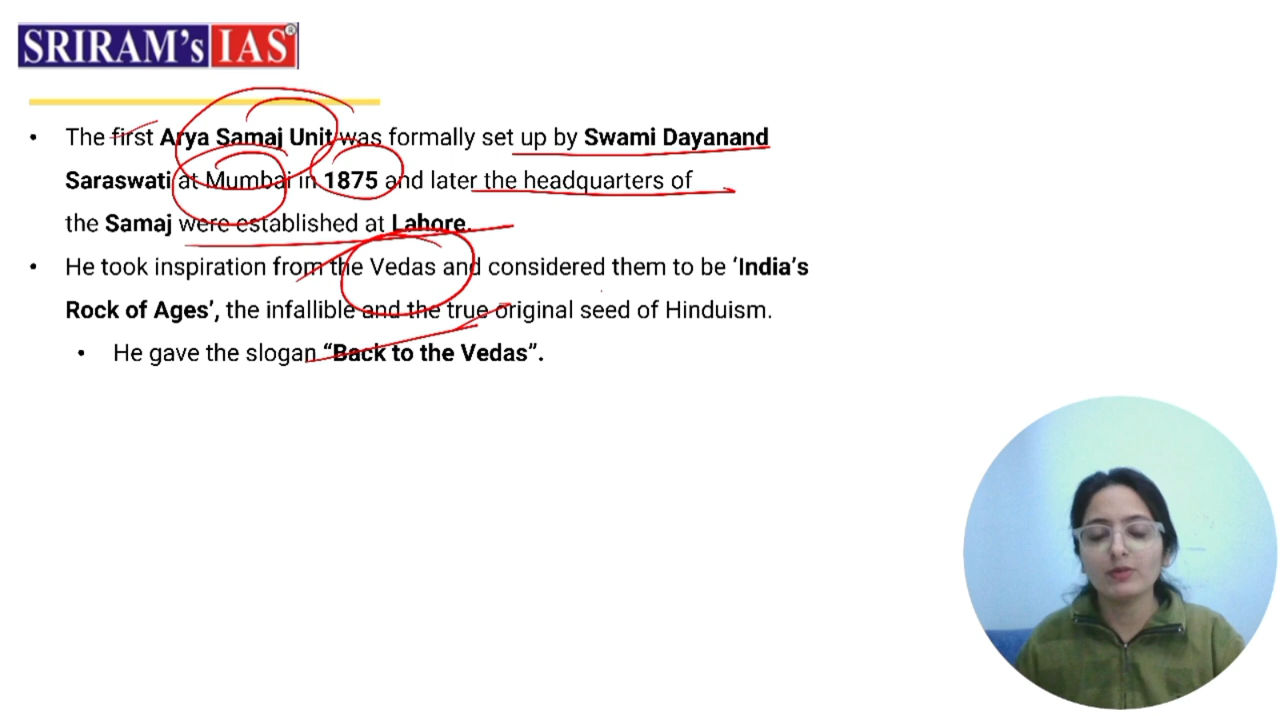 SRIRAM's IAS®
• The first Arya Samaj Unit was formally set up by Swami Dayanand
Saraswati at Mumbai in 1875 and later the headquarters of
the Samaj were established at Lahore.
• He took inspiration from the Vedas and considered them to be ‘India’s
Rock of Ages’, the infallible and the true original seed of Hinduism.
• He gave the slogan “Back to the Vedas”.